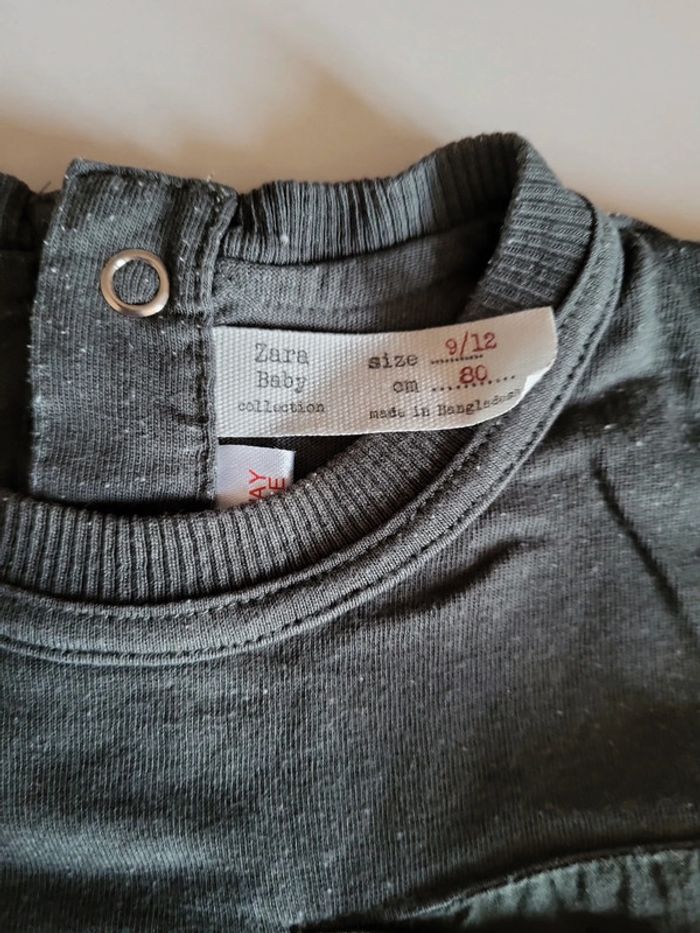 Zara
Baby
collection
size 9/12
cm 80
made in Bangladesh